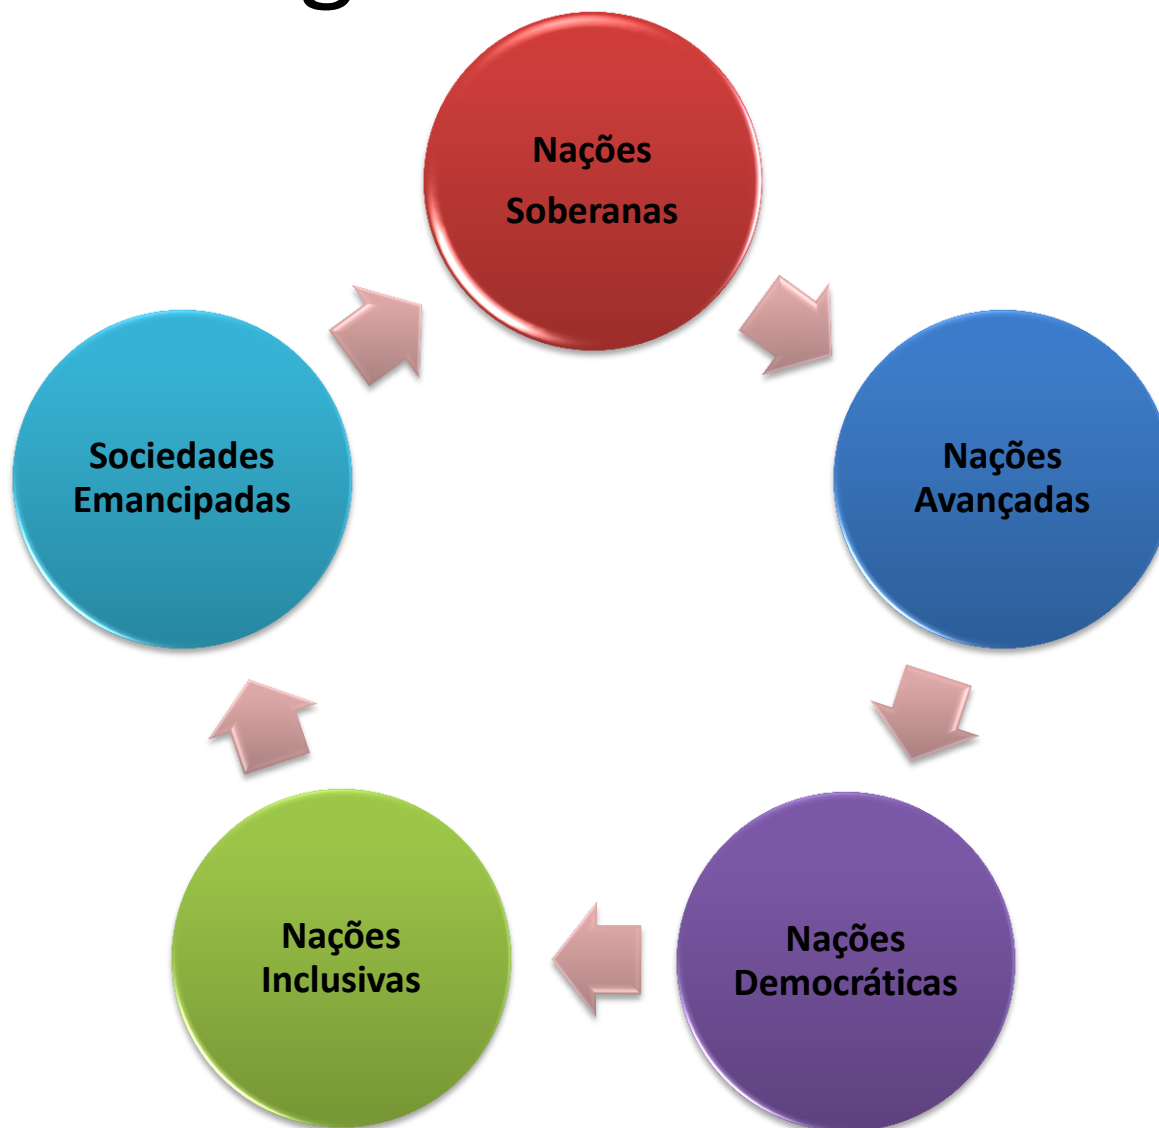 Nações
Soberanas
Nações
Avançadas
Nações
Democráticas
Nações
Inclusivas
Sociedades
Emancipadas